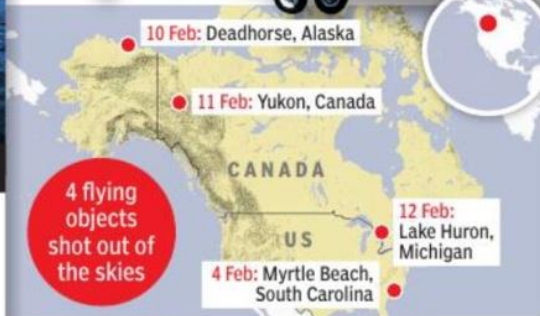 10 Feb: Deadhorse, Alaska
11 Feb: Yukon, Canada
CANADA
4 flying
objects
shot out of
the skies
12 Feb:
Lake Huron,
Michigan
US
4 Feb: Myrtle Beach,
South Carolina